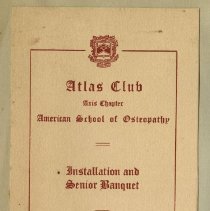 Atlas Club
Axis Chapter
American School of Osteopathy
Installation and
Senior Banquet